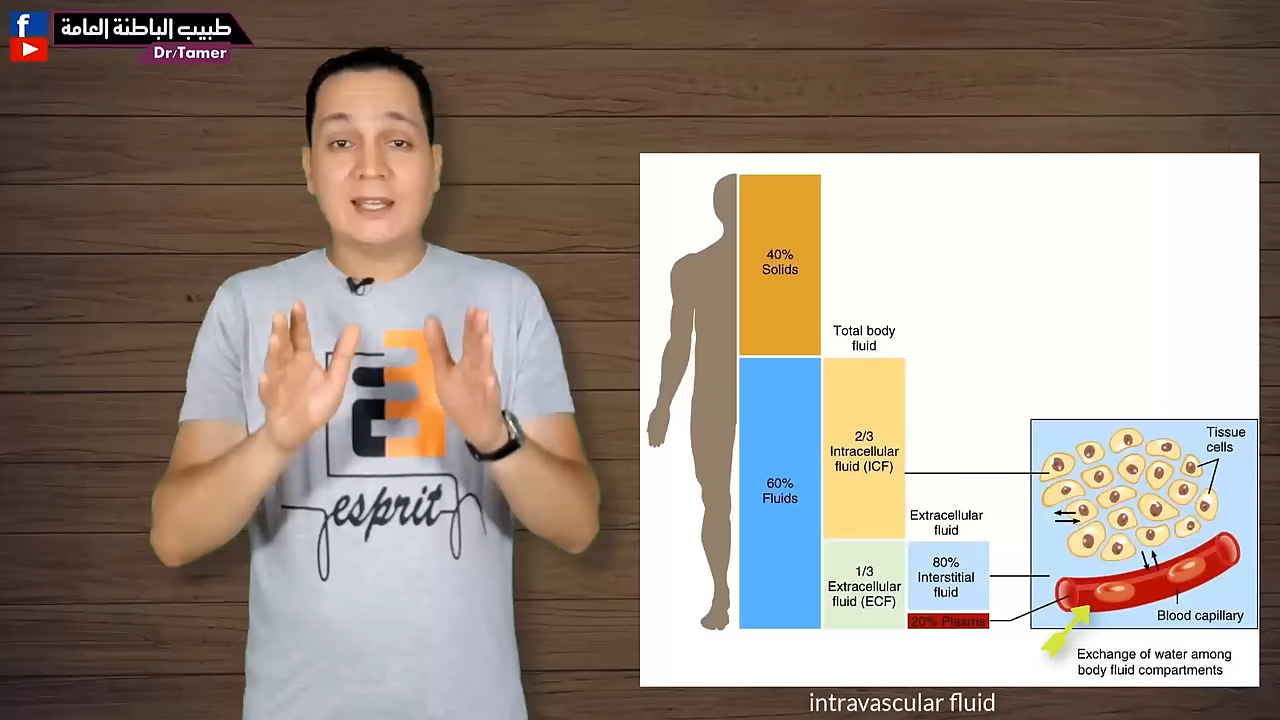 f
طبيب الباطنة العامة
Dr/Tamer
esprit
40%
Solids
Total body
fluid
2/3
Intracellular
fluid (ICF)
60%
Fluids
Extracellular
fluid
80%
Interstitial
fluid
1/3
Extracellular
fluid (ECF)
20% Plasma
Tissue
cells
Blood capillary
Exchange of water among
body fluid compartments
intravascular fluid